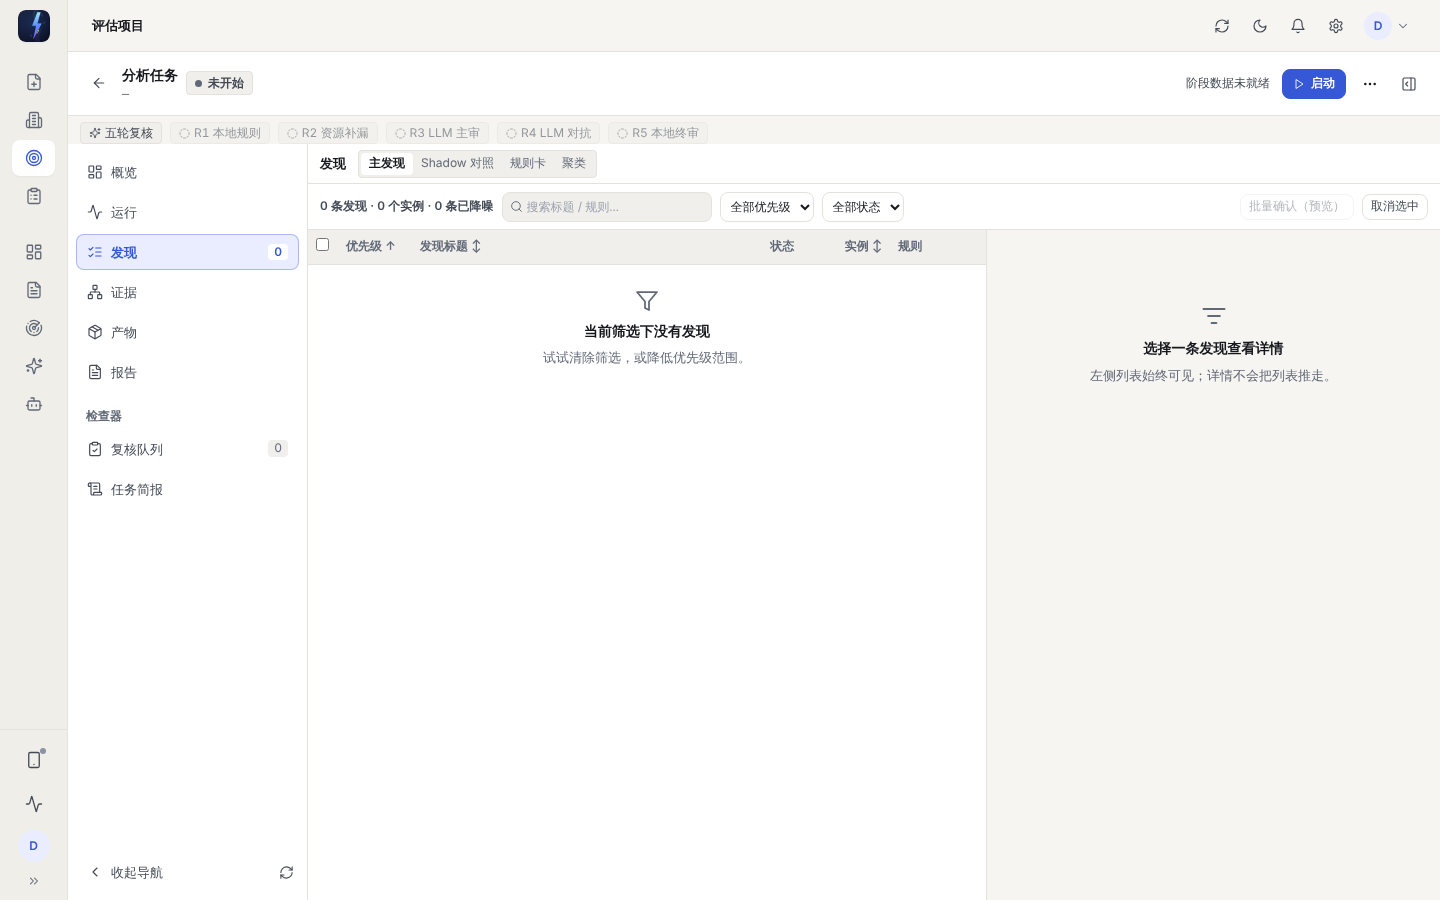 评估项目
D
分析任务
—
未开始
阶段数据未就绪
启动
五轮复核
R1 本地规则
R2 资源补漏
R3 LLM 主审
R4 LLM 对抗
R5 本地终审
概览
运行
发现 0
证据
产物
报告
检查器
复核队列 0
任务简报
收起导航
D
发现
主发现
Shadow 对照
规则卡
聚类
0 条发现 · 0 个实例 · 0 条已降噪
搜索标题 / 规则...
全部优先级
全部状态
批量确认（预览）
取消选中
优先级
发现标题
状态
实例
规则
当前筛选下没有发现
试试清除筛选，或降低优先级范围。
选择一条发现查看详情
左侧列表始终可见；详情不会把列表推走。